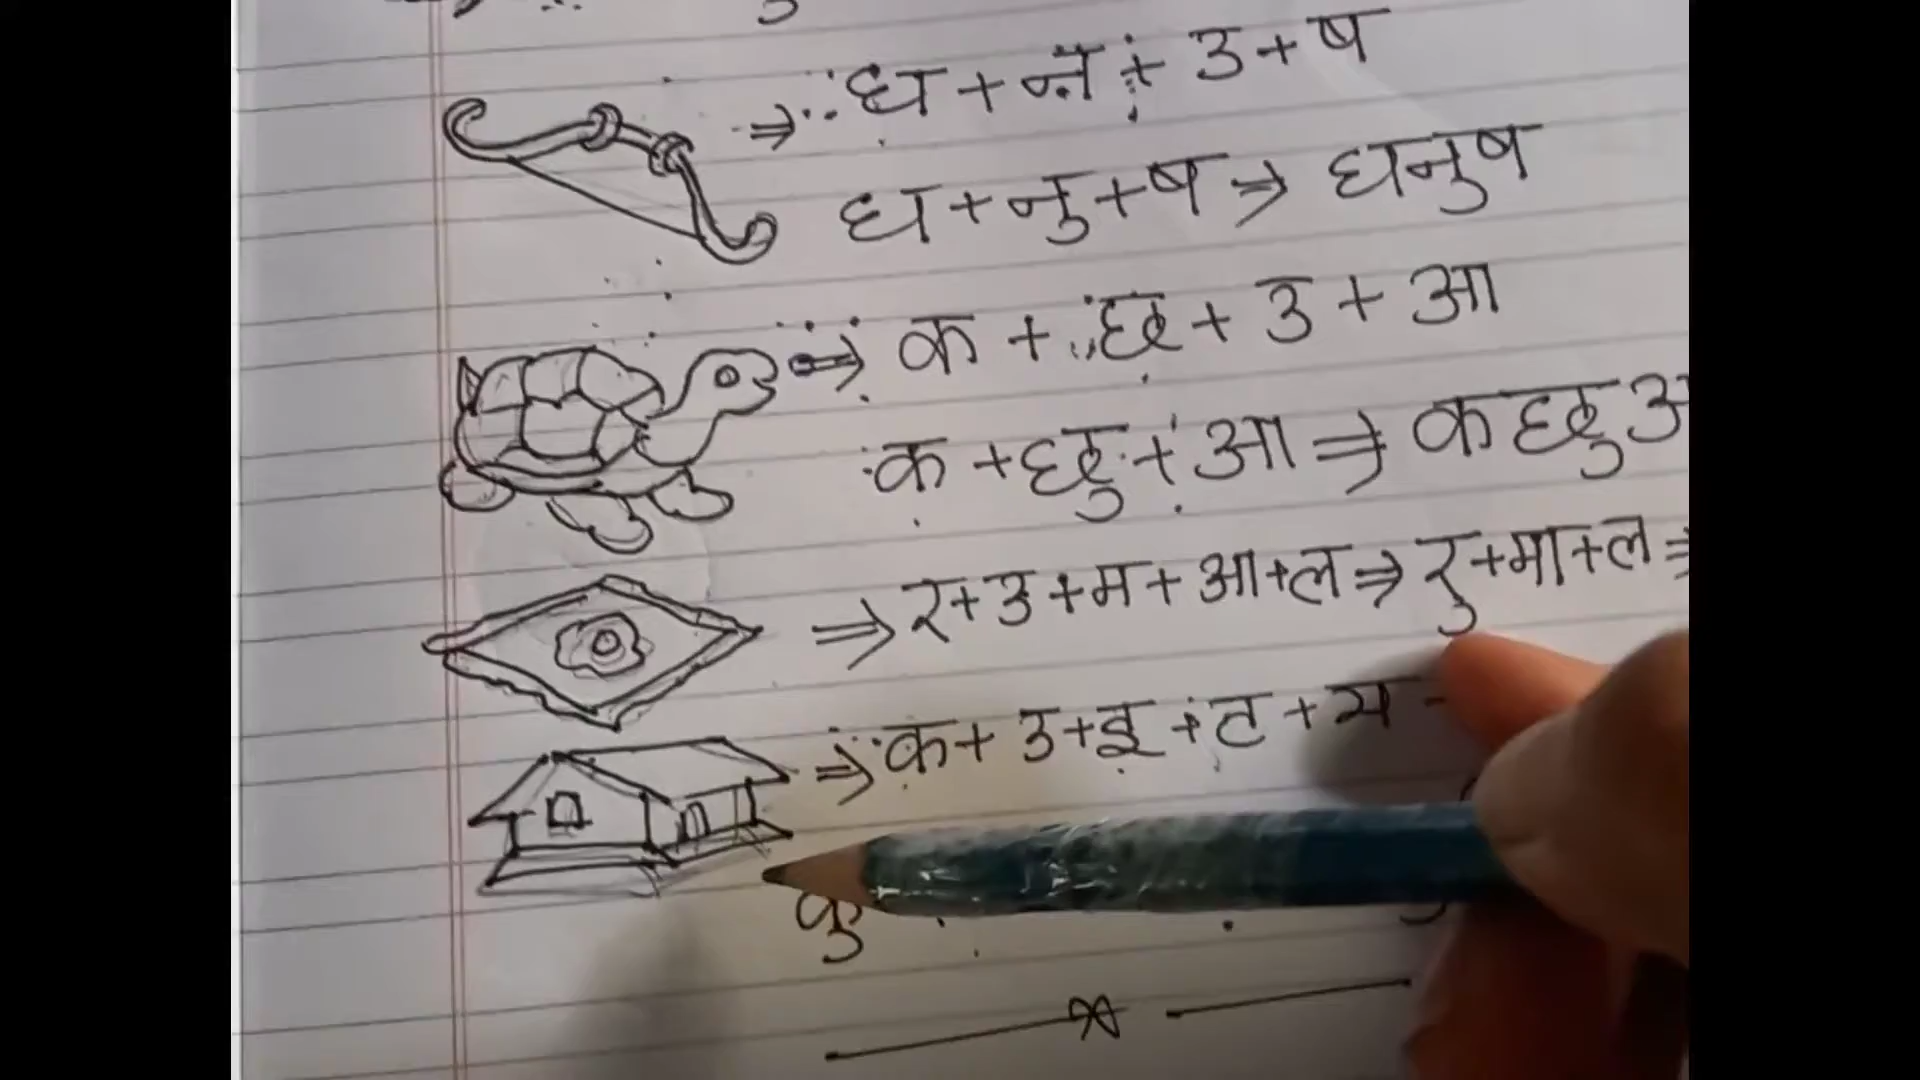 ⇒ ध + न + उ + ष
ध + नु + ष ⇒ धनुष
⇒ क + छ + उ + आ
क + छु + आ ⇒ कछुअ
⇒ र + उ + म + आ + ल ⇒ रु + मा + ल ⇒
⇒ क + उ + इ + ट + य -
कु